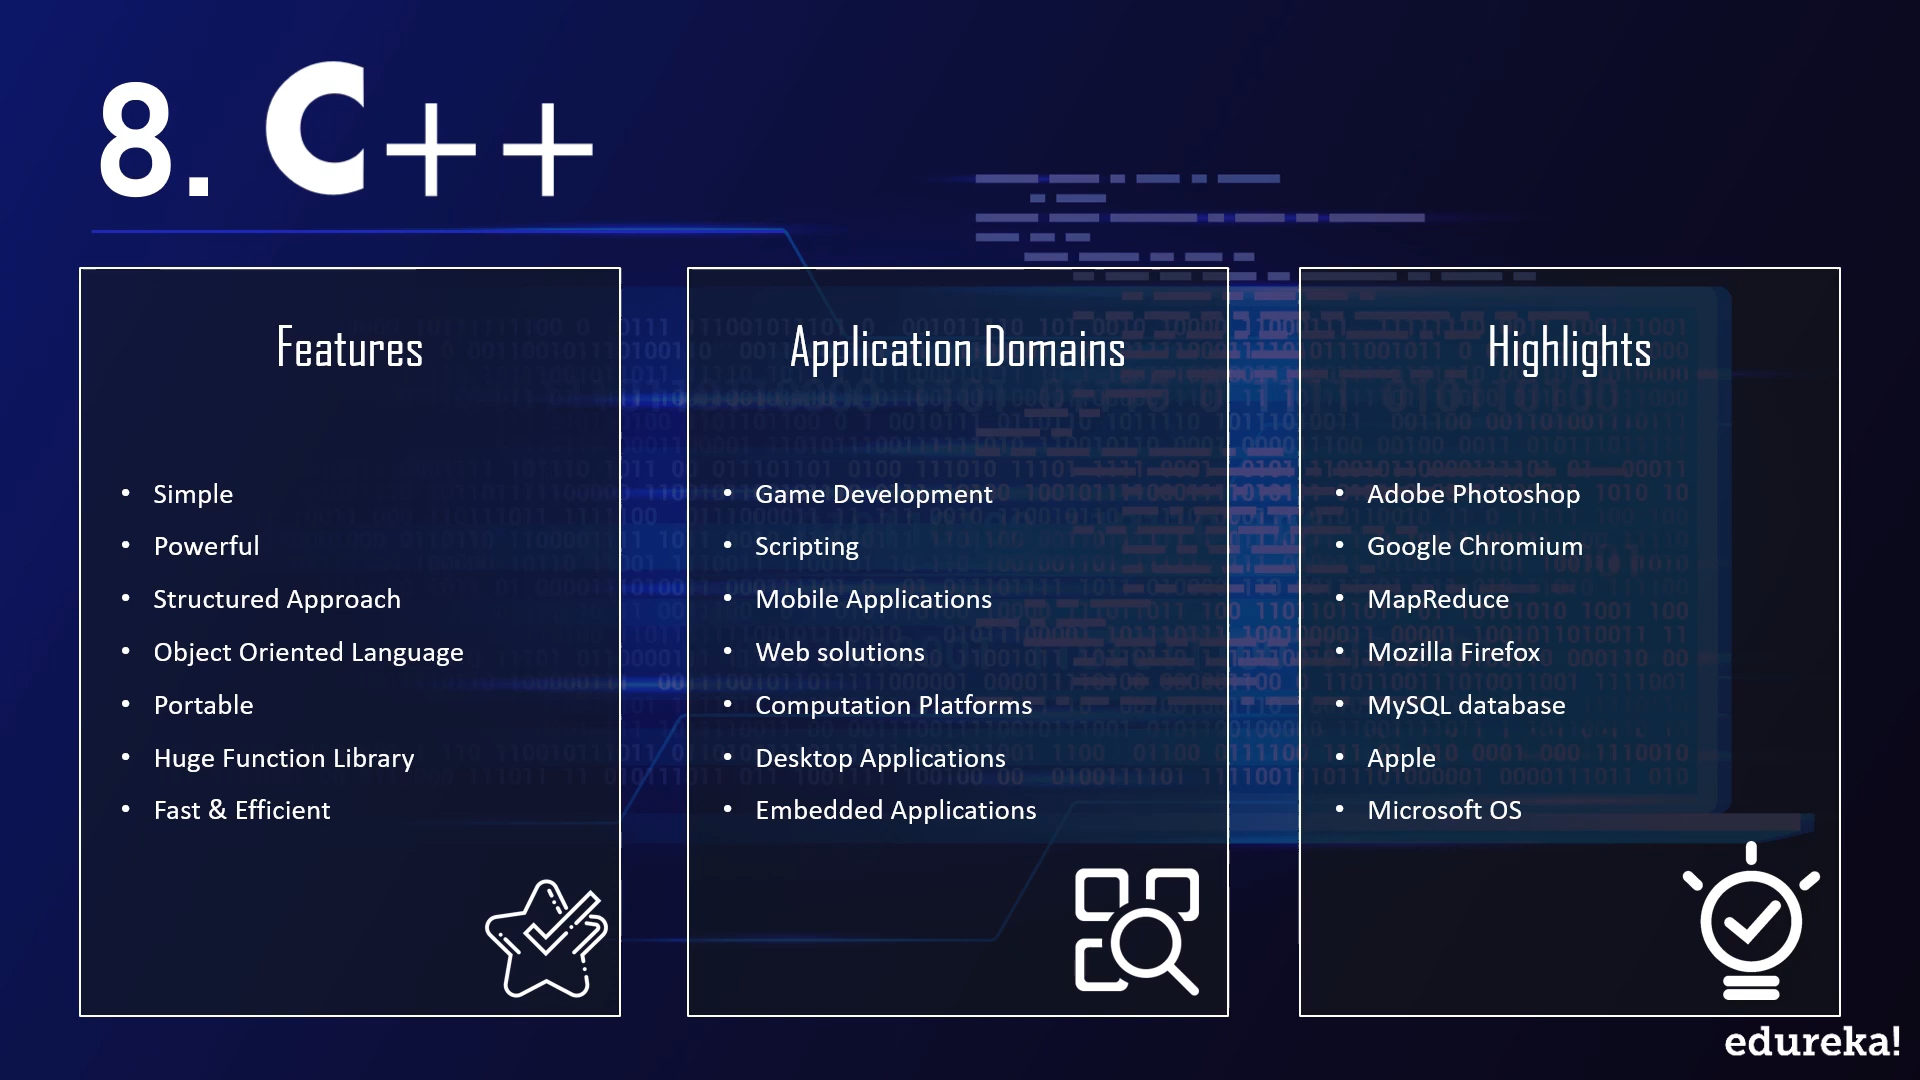 8. C++
Features
• Simple
• Powerful
• Structured Approach
• Object Oriented Language
• Portable
• Huge Function Library
• Fast & Efficient
Application Domains
• Game Development
• Scripting
• Mobile Applications
• Web solutions
• Computation Platforms
• Desktop Applications
• Embedded Applications
Highlights
• Adobe Photoshop
• Google Chromium
• MapReduce
• Mozilla Firefox
• MySQL database
• Apple
• Microsoft OS
edureka!